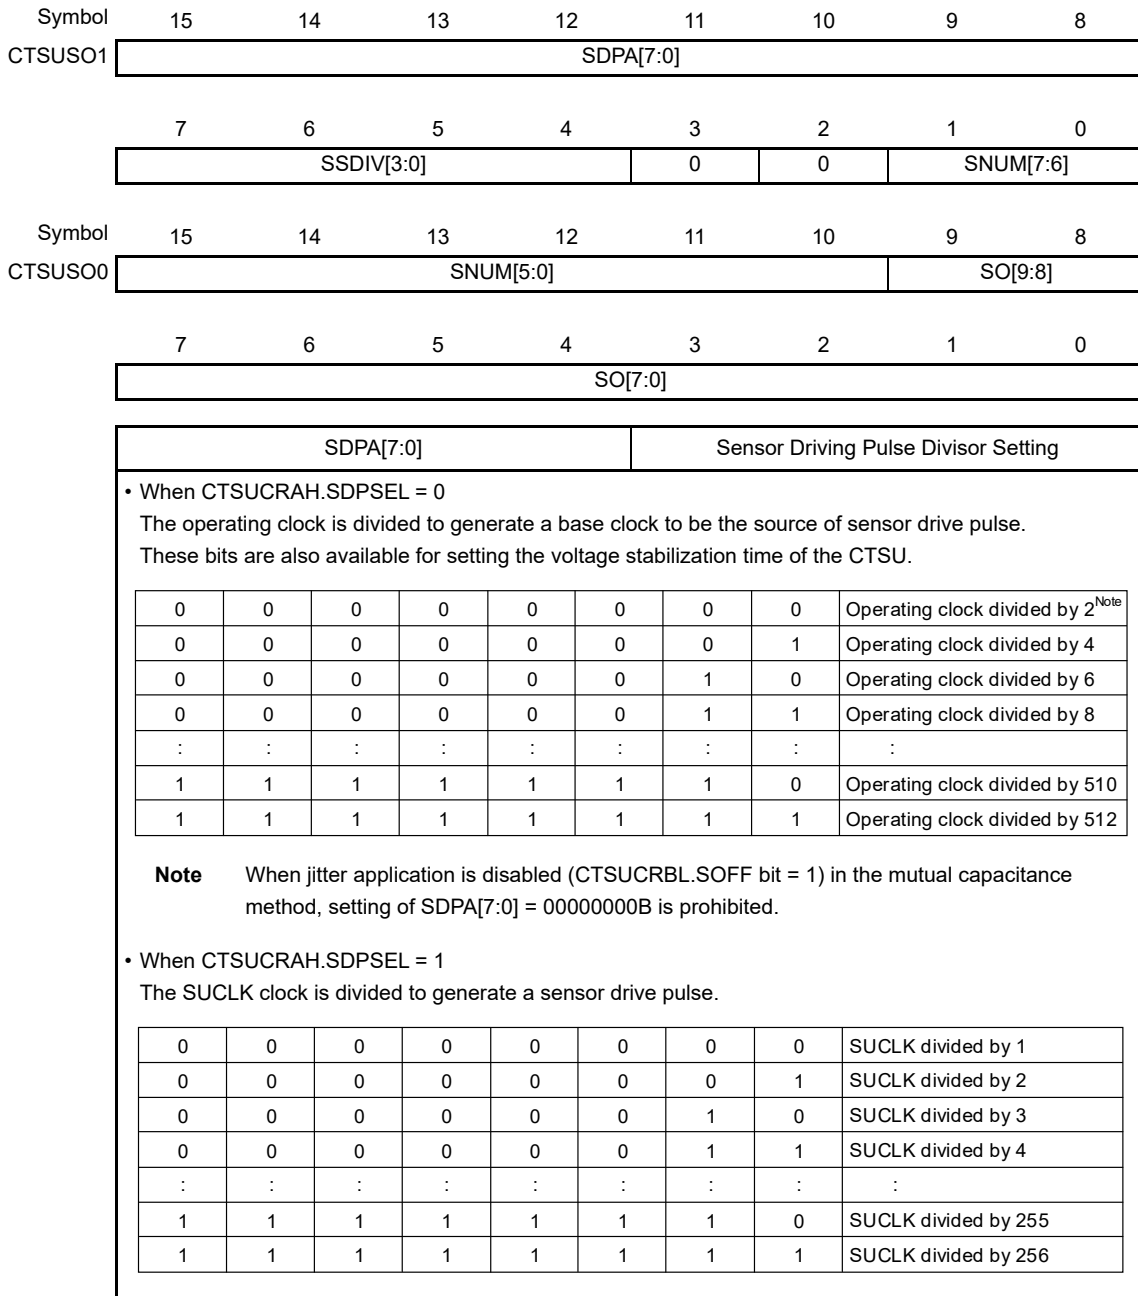 Symbol 15 14 13 12 11 10 9 8
CTSUSO1 SDPA[7:0]
7 6 5 4 3 2 1 0
SSDIV[3:0] 0 0 SNUM[7:6]
Symbol 15 14 13 12 11 10 9 8
CTSUSO0 SNUM[5:0] SO[9:8]
7 6 5 4 3 2 1 0
SO[7:0]
SDPA[7:0] Sensor Driving Pulse Divisor Setting
• When CTSUCRAH.SDPSEL = 0
The operating clock is divided to generate a base clock to be the source of sensor drive pulse.
These bits are also available for setting the voltage stabilization time of the CTSU.
0 0 0 0 0 0 0 0 Operating clock divided by 2Note
0 0 0 0 0 0 0 1 Operating clock divided by 4
0 0 0 0 0 0 1 0 Operating clock divided by 6
0 0 0 0 0 0 1 1 Operating clock divided by 8
: : : : : : : : :
1 1 1 1 1 1 1 0 Operating clock divided by 510
1 1 1 1 1 1 1 1 Operating clock divided by 512
Note When jitter application is disabled (CTSUCRBL.SOFF bit = 1) in the mutual capacitance
method, setting of SDPA[7:0] = 00000000B is prohibited.
• When CTSUCRAH.SDPSEL = 1
The SUCLK clock is divided to generate a sensor drive pulse.
0 0 0 0 0 0 0 0 SUCLK divided by 1
0 0 0 0 0 0 0 1 SUCLK divided by 2
0 0 0 0 0 0 1 0 SUCLK divided by 3
0 0 0 0 0 0 1 1 SUCLK divided by 4
: : : : : : : : :
1 1 1 1 1 1 1 0 SUCLK divided by 255
1 1 1 1 1 1 1 1 SUCLK divided by 256